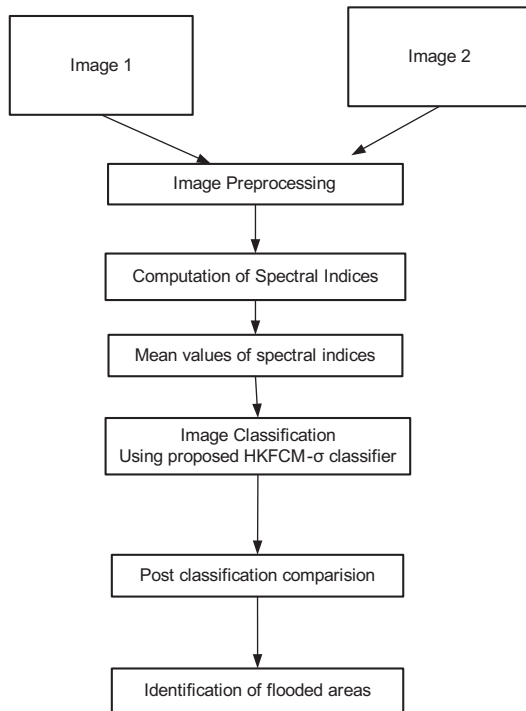 Image 1
Image 2
Image Preprocessing
Computation of Spectral Indices
Mean values of spectral indices
Image Classification
Using proposed HKFCM-σ classifier
Post classification comparision
Identification of flooded areas